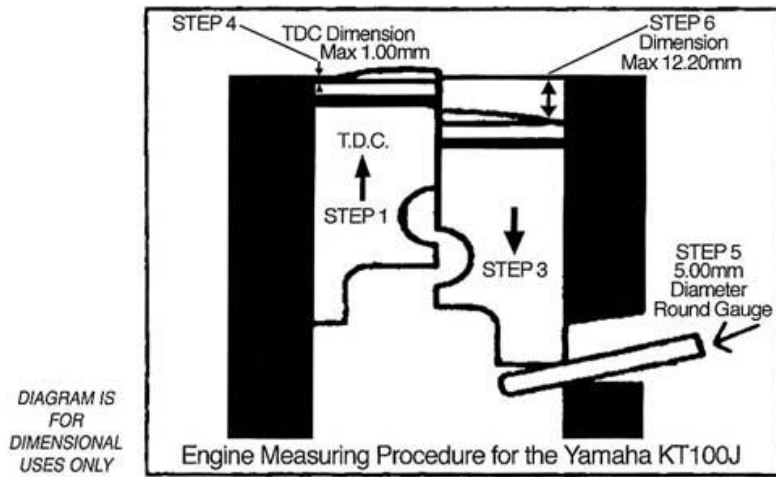 STEP 4
TDC Dimension
Max 1.00mm
STEP 6
Dimension
Max 12.20mm
T.D.C.
STEP 1
STEP 3
STEP 5
5.00mm
Diameter
Round Gauge
DIAGRAM IS
FOR
DIMENSIONAL
USES ONLY
Engine Measuring Procedure for the Yamaha KT100J